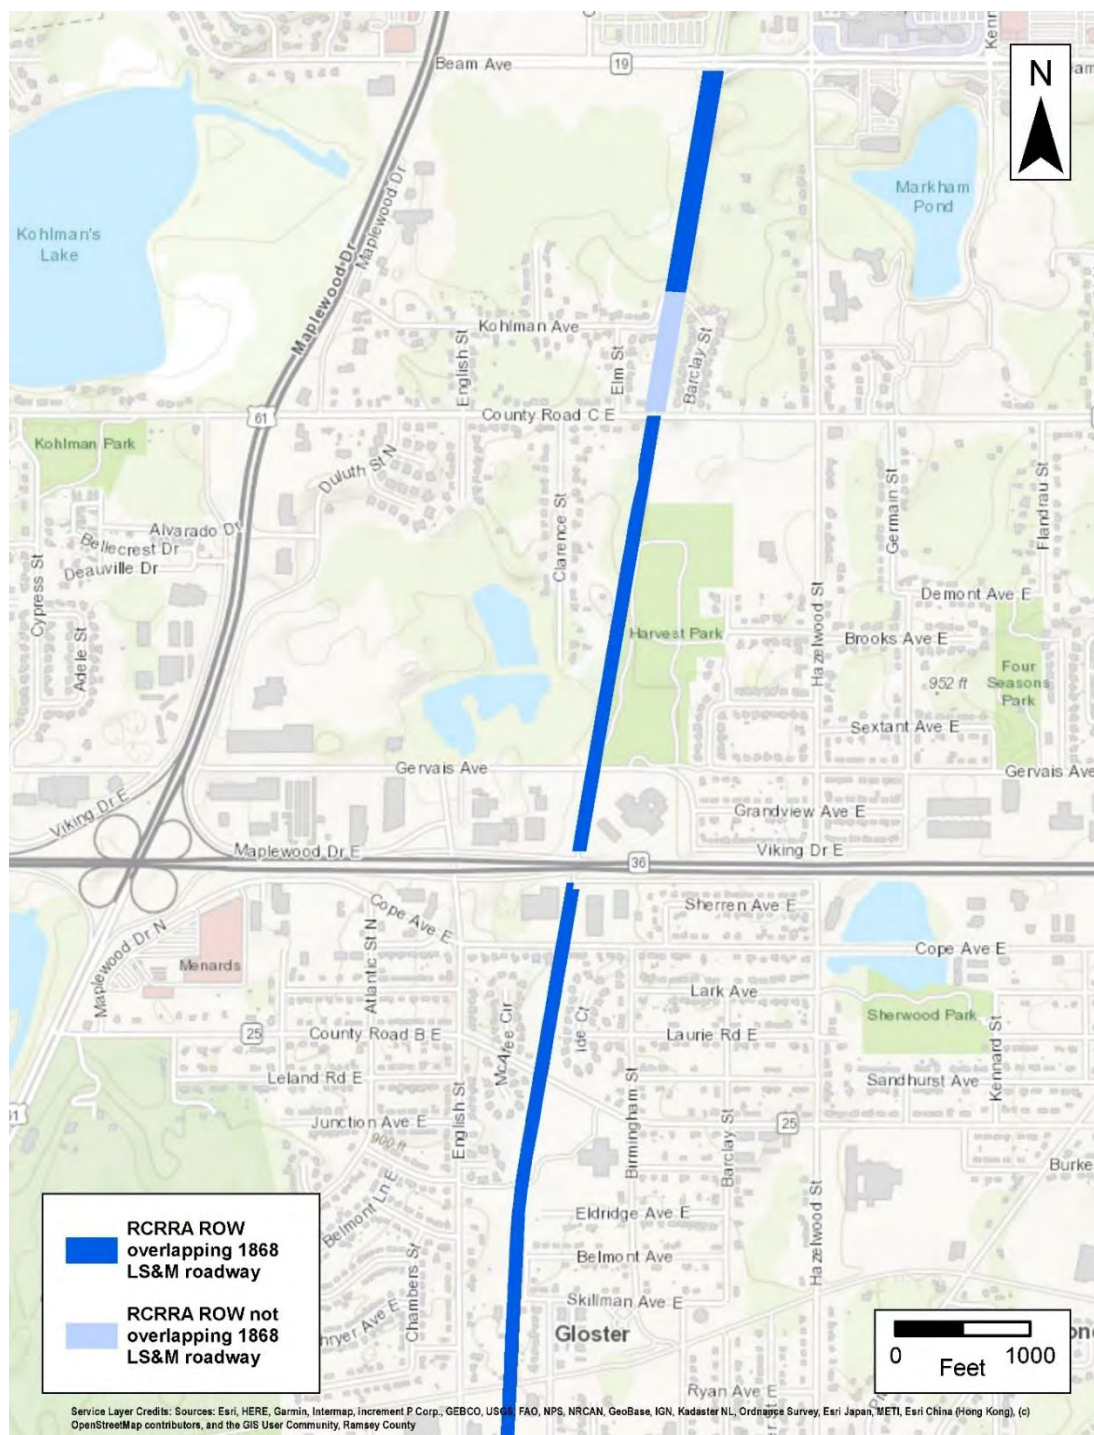 Beam Ave
19
Kenn
eam
N
Maplewood Dr
Maplewood Dr
Markham
Pond
Kohlman's
Lake
Kohlman Ave
English St
Elm St
Barclay St
61
County Road C E
Kohlman Park
Duluth St N
Clarence St
Germain St
Flandrau St
Alvarado Dr
Bellecrest Dr
Deauville Dr
Cypress St
Adele St
Demont Ave E
Harvest Park
Hazelwood St
Brooks Ave E
952 ft
Four
Seasons
Park
Sextant Ave E
Gervais Ave
Gervais Ave
Viking Dr E
Grandview Ave E
Maplewood Dr E
Viking Dr E
36
Cope Ave E
Sherren Ave E
Maplewood Dr N
Menards
Atlantic St N
Cope Ave E
Lark Ave
McAfee Cir
Ide Ct
Sherwood Park
25
County Road B E
Laurie Rd E
Kennard St
Leland Rd E
Sandhurst Ave
61
English St
Birmingham St
Junction Ave E
900 ft
Barclay St
25
Burke
Belmont Ln E
Eldridge Ave E
Hazelwood St
Belmont Ave
Chambers St
Skillman Ave E
hryer Ave E
Gloster
Ryan Ave E
RCRRA ROW
overlapping 1868
LS&M roadway
RCRRA ROW not
overlapping 1868
LS&M roadway
0 1000
Feet
Service Layer Credits: Sources: Esri, HERE, Garmin, Intermap, increment P Corp., GEBCO, USGS, FAO, NPS, NRCAN, GeoBase, IGN, Kadaster NL, Ordnance Survey, Esri Japan, METI, Esri China (Hong Kong), (c)
OpenStreetMap contributors, and the GIS User Community, Ramsey County